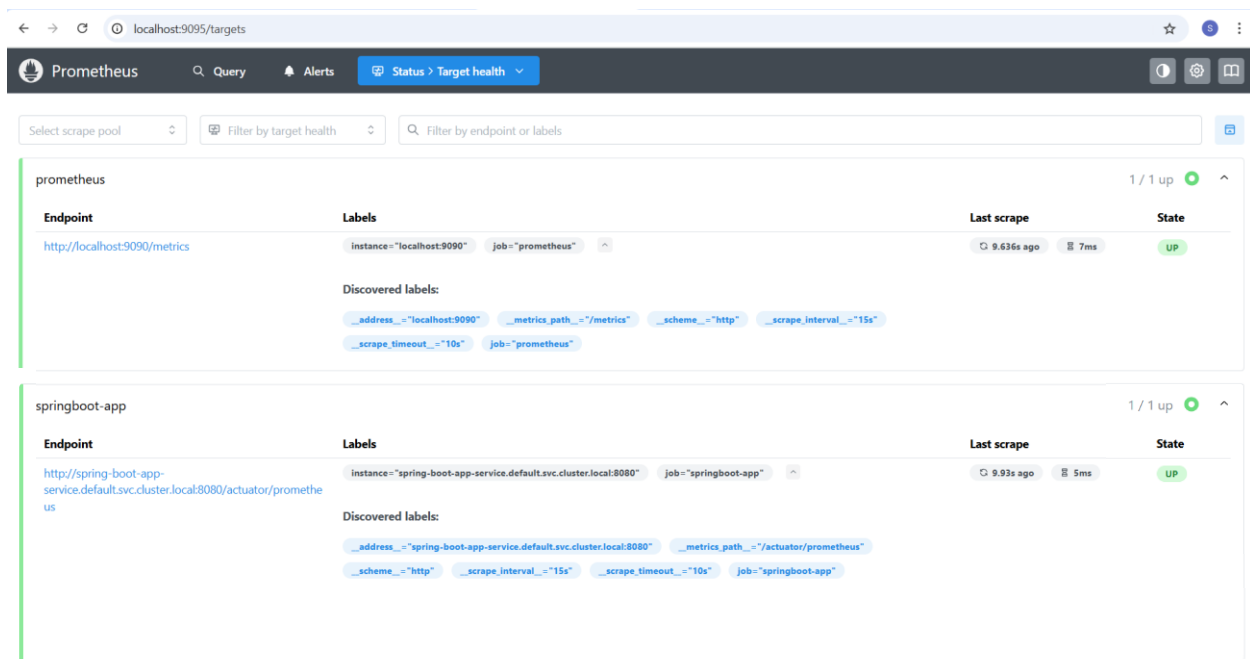 localhost:9095/targets
S
Prometheus Query Alerts Status > Target health
Select scrape pool Filter by target health Filter by endpoint or labels
prometheus 1 / 1 up
Endpoint Labels Last scrape State
http://localhost:9090/metrics instance="localhost:9090" job="prometheus" 9.636s ago 7ms UP
Discovered labels:
__address__="localhost:9090" __metrics_path__="/metrics" __scheme__="http" __scrape_interval__="15s"
__scrape_timeout__="10s" job="prometheus"
springboot-app 1 / 1 up
Endpoint Labels Last scrape State
http://spring-boot-app- instance="spring-boot-app-service.default.svc.cluster.local:8080" job="springboot-app" 9.93s ago 5ms UP
service.default.svc.cluster.local:8080/actuator/promethe
us
Discovered labels:
__address__="spring-boot-app-service.default.svc.cluster.local:8080" __metrics_path__="/actuator/prometheus"
__scheme__="http" __scrape_interval__="15s" __scrape_timeout__="10s" job="springboot-app"